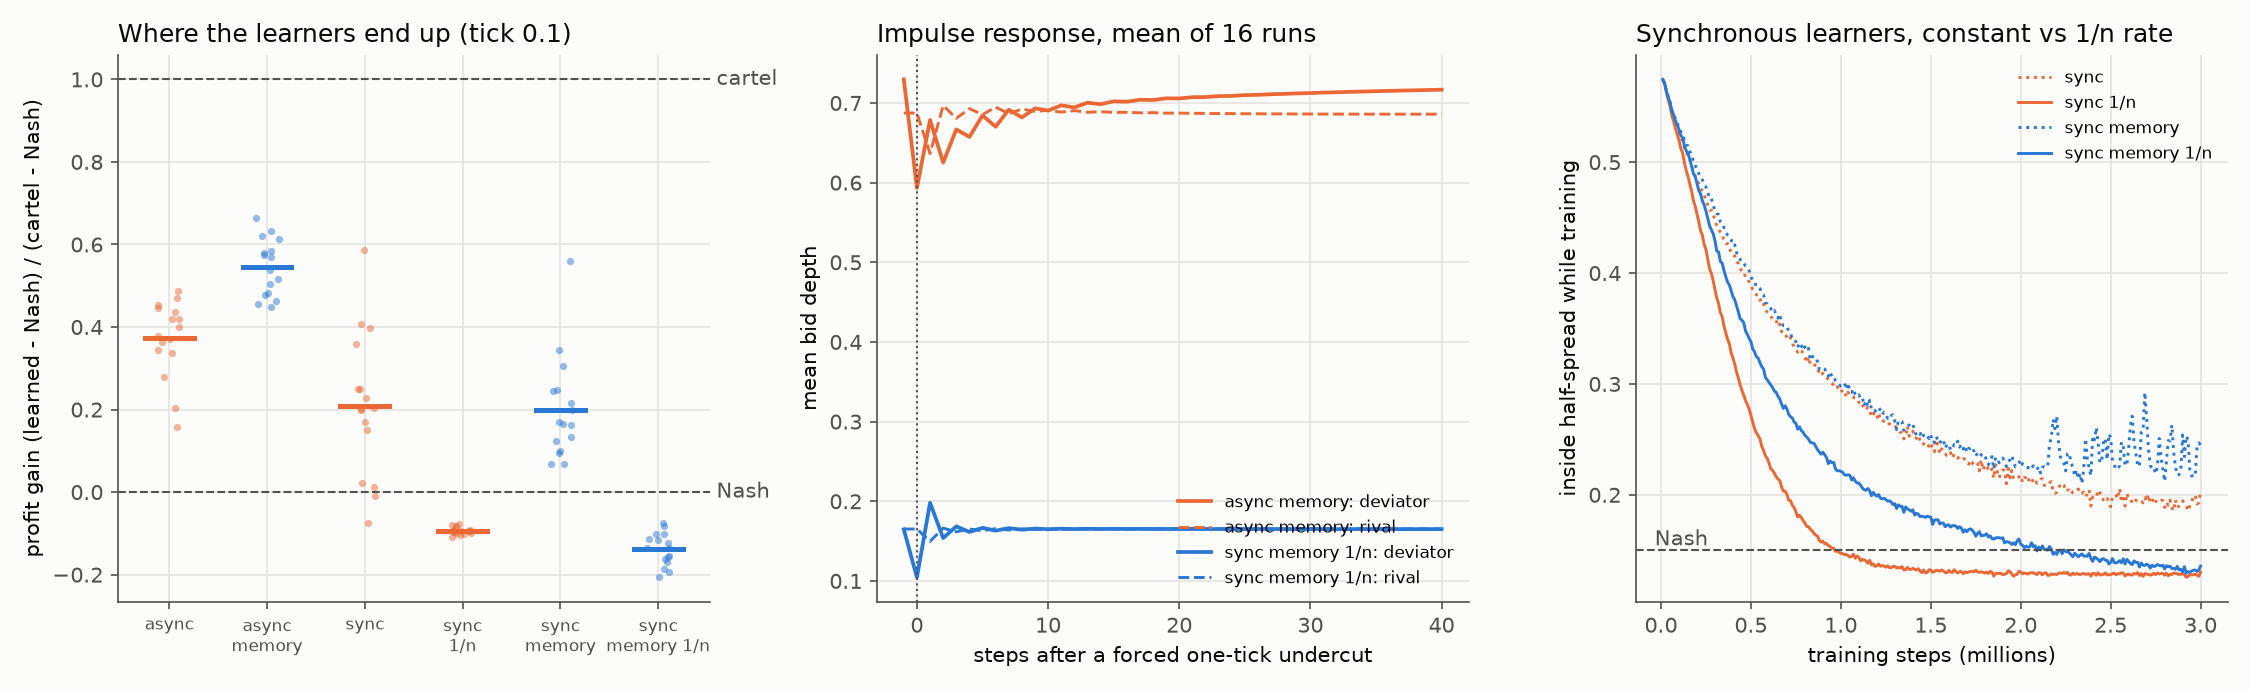 Where the learners end up (tick 0.1)
profit gain (learned - Nash) / (cartel - Nash)
1.0
0.8
0.6
0.4
0.2
0.0
−0.2
cartel
Nash
async
async
memory
sync
sync
1/n
sync
memory
sync
memory 1/n
Impulse response, mean of 16 runs
mean bid depth
0.7
0.6
0.5
0.4
0.3
0.2
0.1
async memory: deviator
async memory: rival
sync memory 1/n: deviator
sync memory 1/n: rival
0
10
20
30
40
steps after a forced one-tick undercut
Synchronous learners, constant vs 1/n rate
inside half-spread while training
0.5
0.4
0.3
0.2
sync
sync 1/n
sync memory
sync memory 1/n
Nash
0.0
0.5
1.0
1.5
2.0
2.5
3.0
training steps (millions)